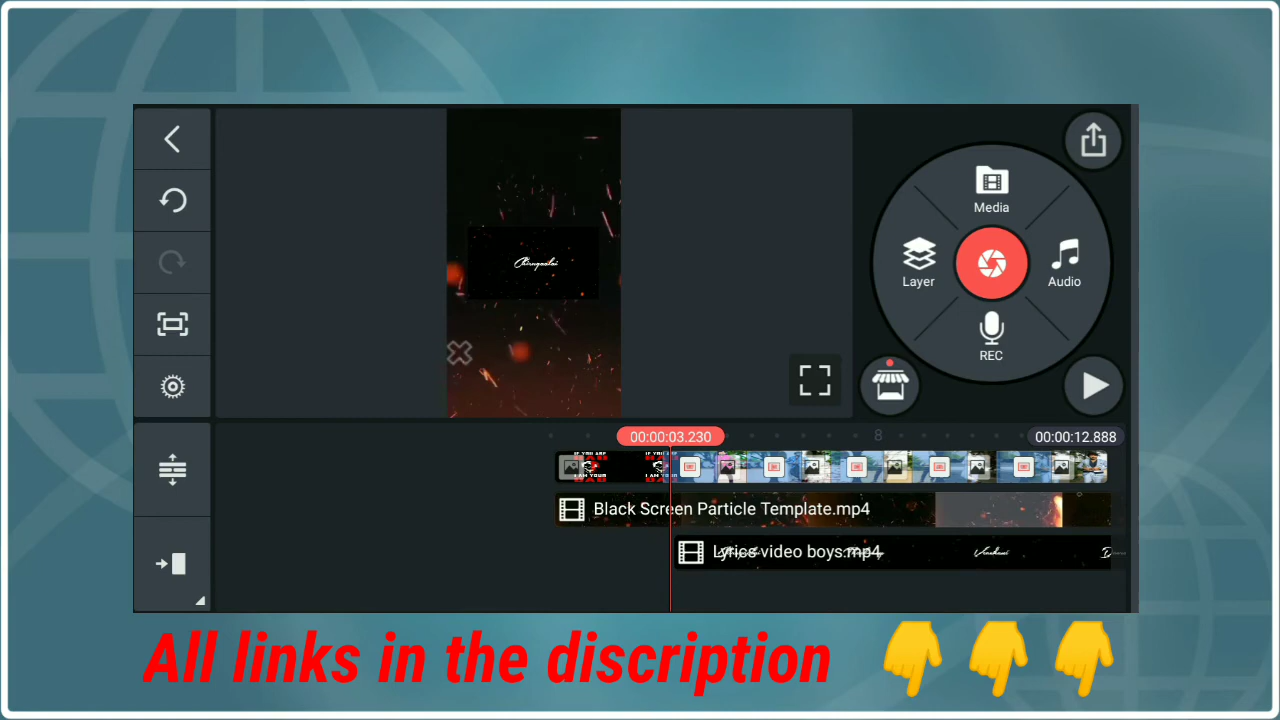 Media
Layer
Audio
REC
00:00:03.230
8
00:00:12.888
Black Screen Particle Template.mp4
Lyrics video boys.mp4
All links in the discription